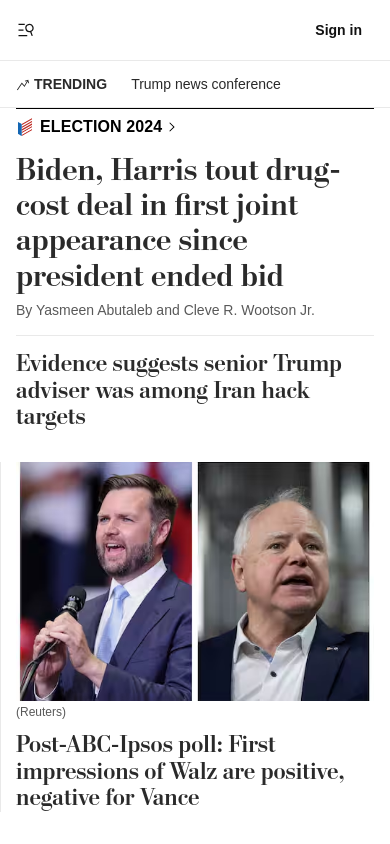 Sign in
TRENDING Trump news conference
ELECTION 2024
Biden, Harris tout drug-
cost deal in first joint
appearance since
president ended bid
By Yasmeen Abutaleb and Cleve R. Wootson Jr.
Evidence suggests senior Trump
adviser was among Iran hack
targets
(Reuters)
Post-ABC-Ipsos poll: First
impressions of Walz are positive,
negative for Vance